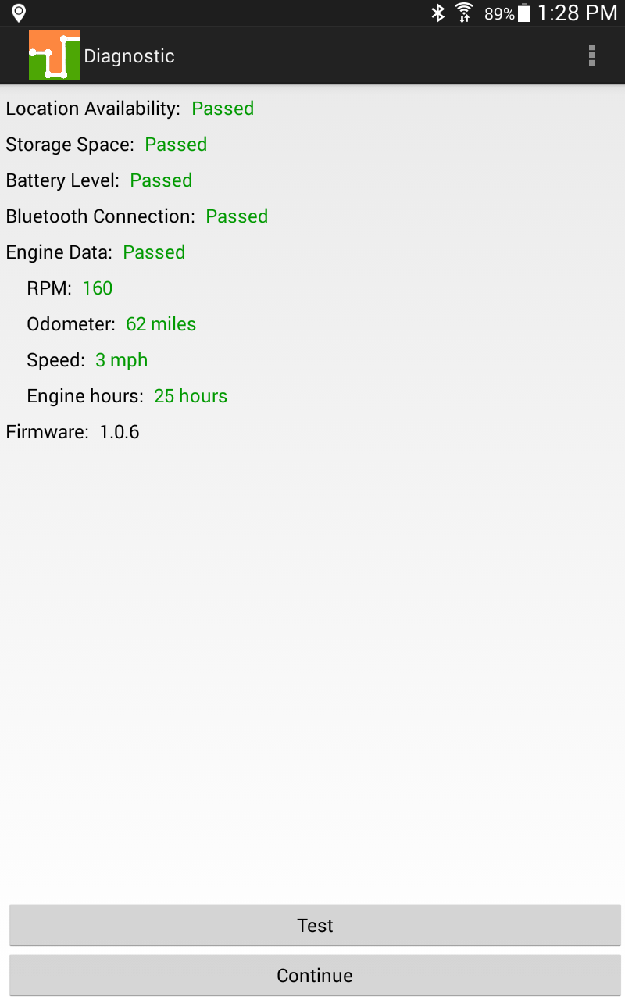 89% 1:28 PM
Diagnostic
Location Availability: Passed
Storage Space: Passed
Battery Level: Passed
Bluetooth Connection: Passed
Engine Data: Passed
RPM: 160
Odometer: 62 miles
Speed: 3 mph
Engine hours: 25 hours
Firmware: 1.0.6
Test
Continue